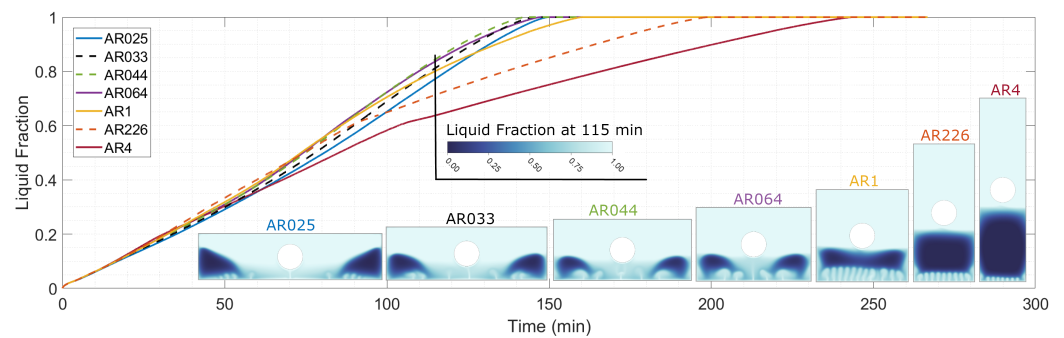 Liquid Fraction
1
0.8
0.6
0.4
0.2
0
AR025
AR033
AR044
AR064
AR1
AR226
AR4
Liquid Fraction at 115 min
0.00 0.25 0.50 0.75 1.00
AR025
AR033
AR044
AR064
AR1
AR226
AR4
0 50 100 150 200 250 300
Time (min)